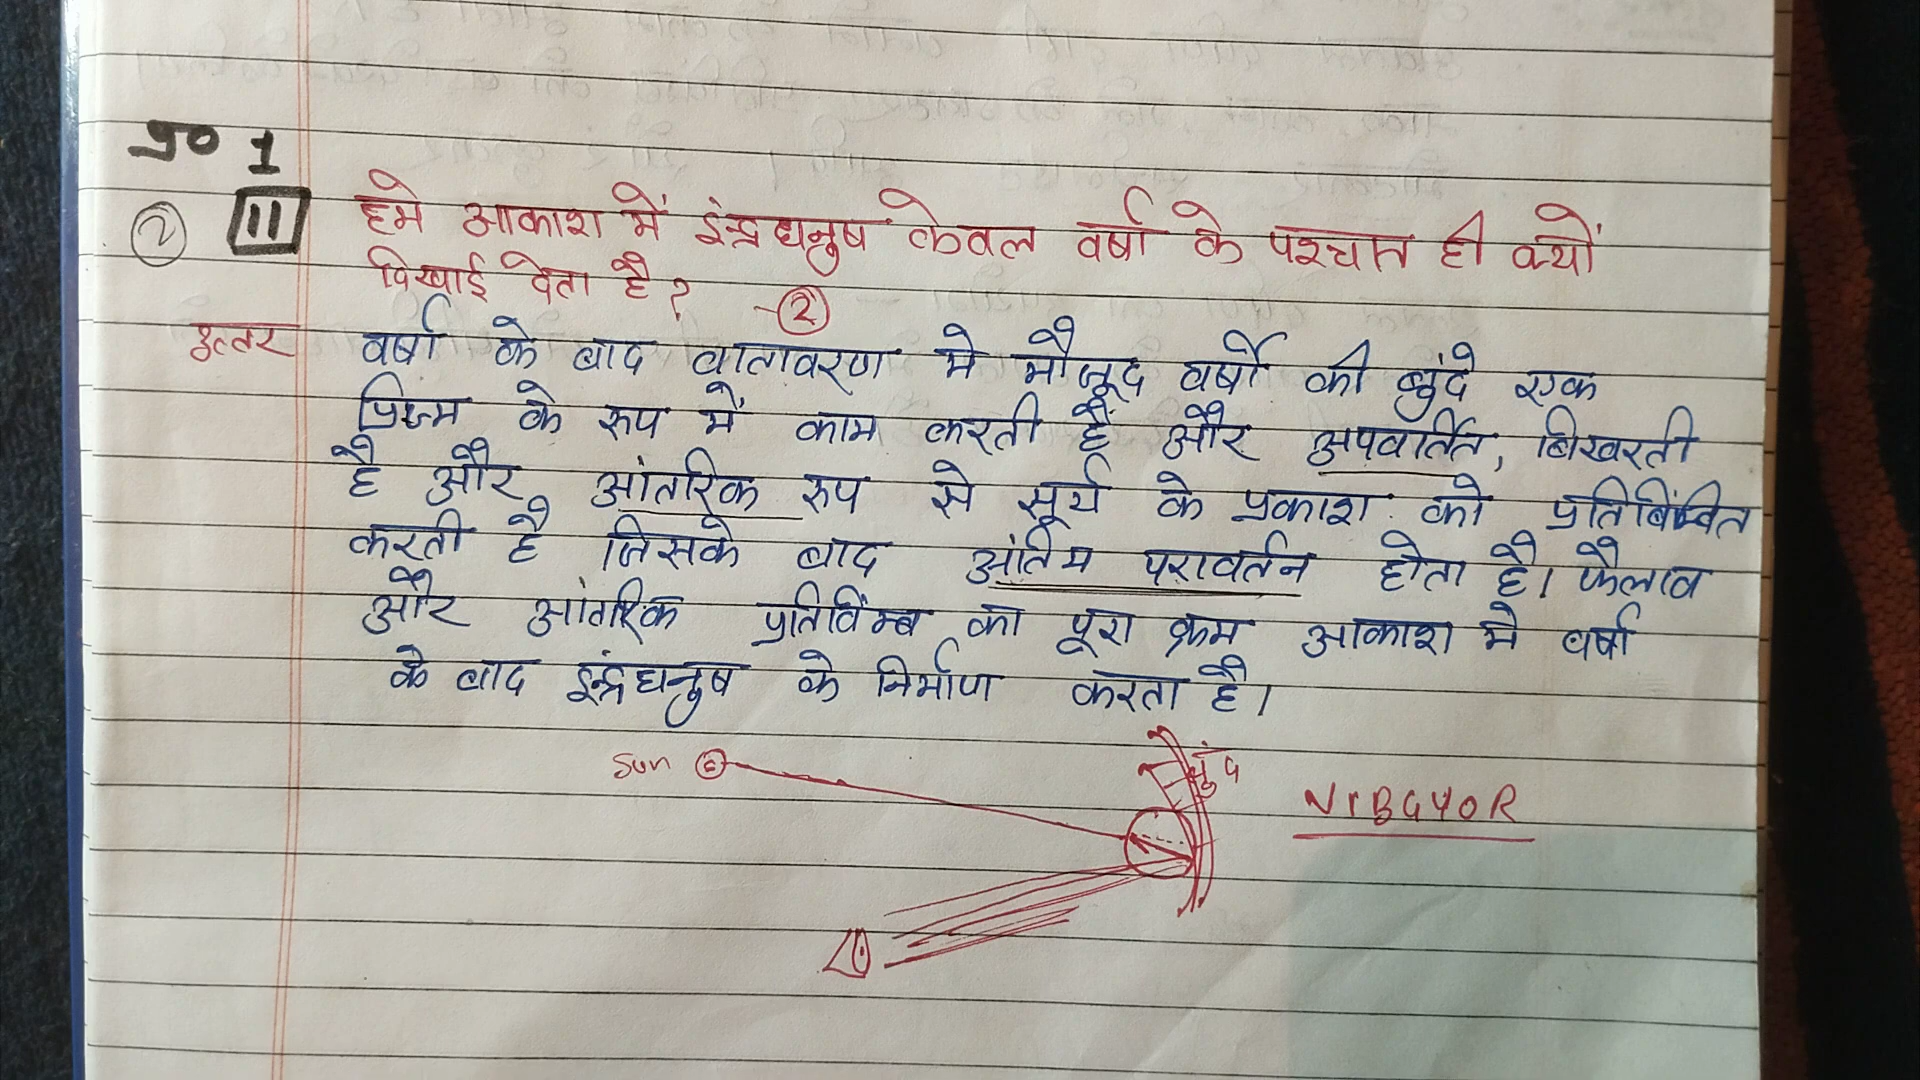 प्र० 1
② 11 हमे आकाश में इंन्द्रधनुष केवल वर्षा के पश्चात ही क्यों
दिखाई देता है? -②
उत्तर वर्षा के बाद वातावरण मे मौजूद वर्षा की बुंदे एक
प्रिज्म के रूप में काम करती हैं और अपवर्तित, बिखरती
है और आंतरिक रूप से सूर्य के प्रकाश को प्रतिबिंम्बित
करती है जिसके बाद अंतिम परावर्तन होता है। फैलाव
और आंतरिक प्रतिविंम्ब का पूरा क्रम आकाश मे वर्षा
के बाद इन्द्रधनुष के निर्माण करता है।
Sun
बुंद
VIBGYOR